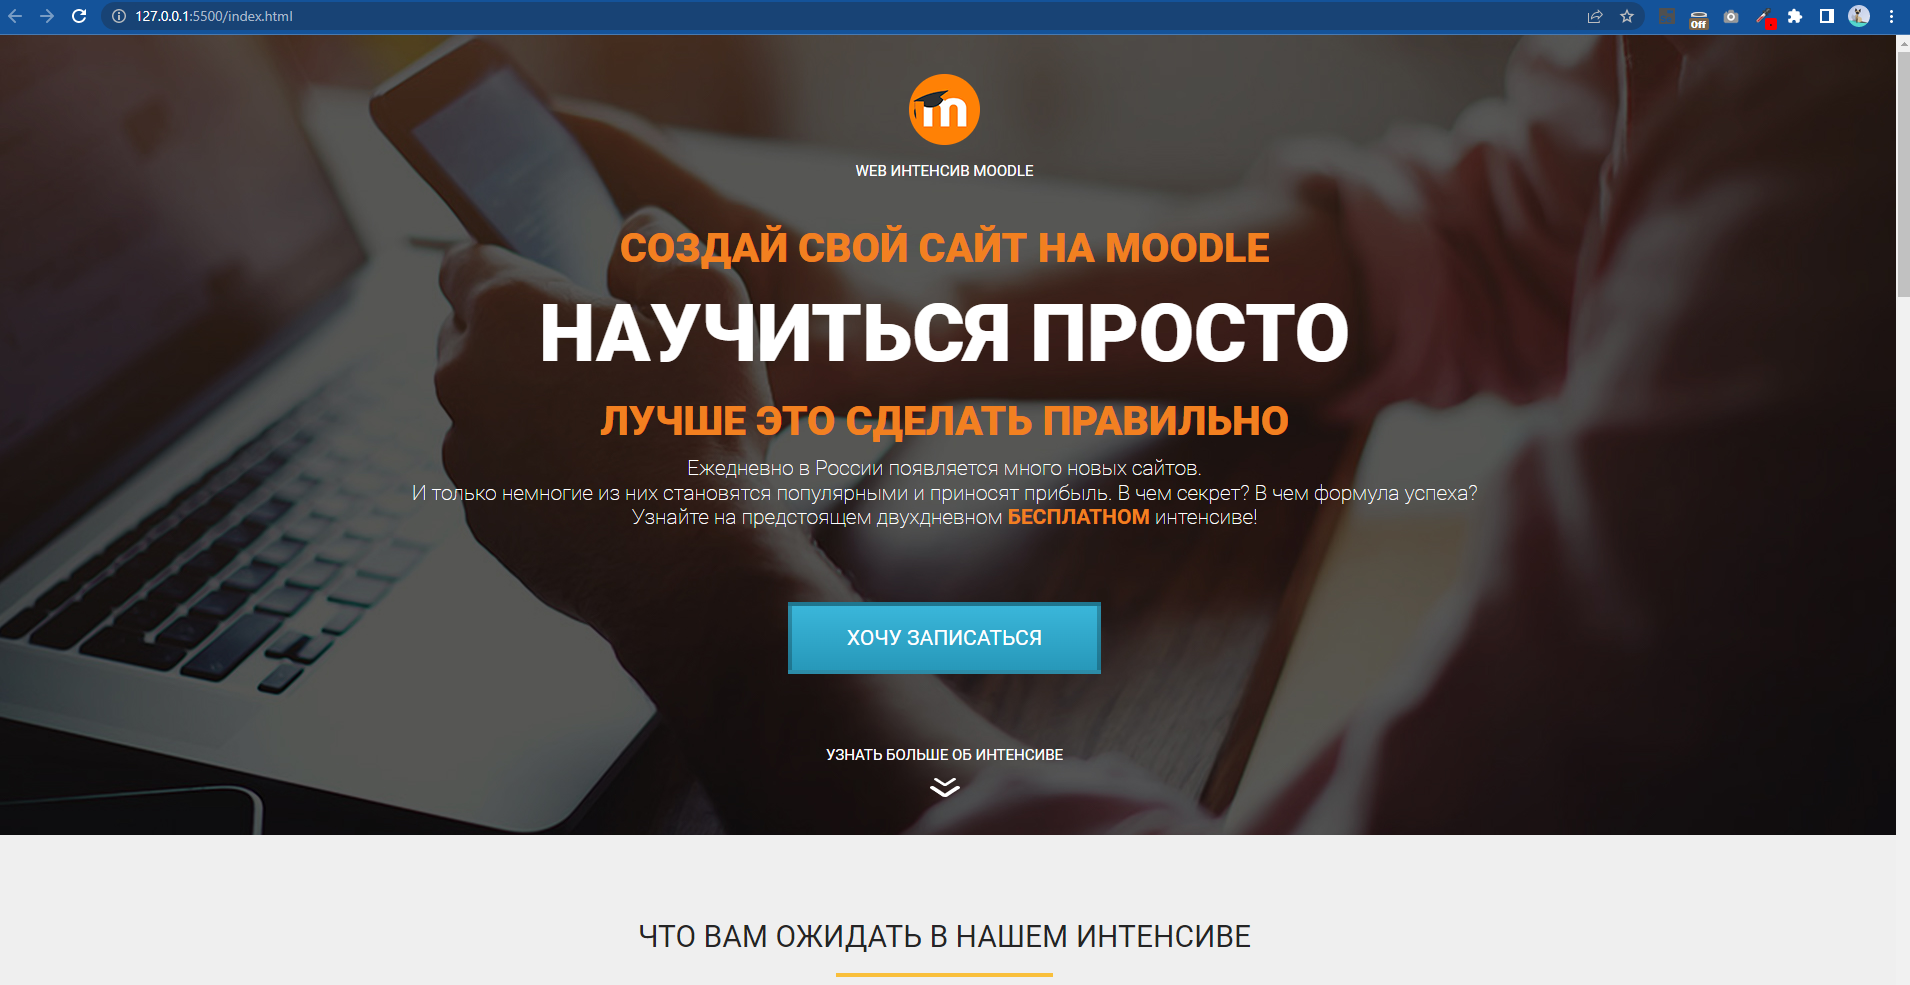 127.0.0.1:5500/index.html
Off
m
WEB ИНТЕНСИВ MOODLE
СОЗДАЙ СВОЙ САЙТ НА MOODLE
НАУЧИТЬСЯ ПРОСТО
ЛУЧШЕ ЭТО СДЕЛАТЬ ПРАВИЛЬНО
Ежедневно в России появляется много новых сайтов.
И только немногие из них становятся популярными и приносят прибыль. В чем секрет? В чем формула успеха?
Узнайте на предстоящем двухдневном БЕСПЛАТНОМ интенсиве!
ХОЧУ ЗАПИСАТЬСЯ
УЗНАТЬ БОЛЬШЕ ОБ ИНТЕНСИВЕ
ЧТО ВАМ ОЖИДАТЬ В НАШЕМ ИНТЕНСИВЕ